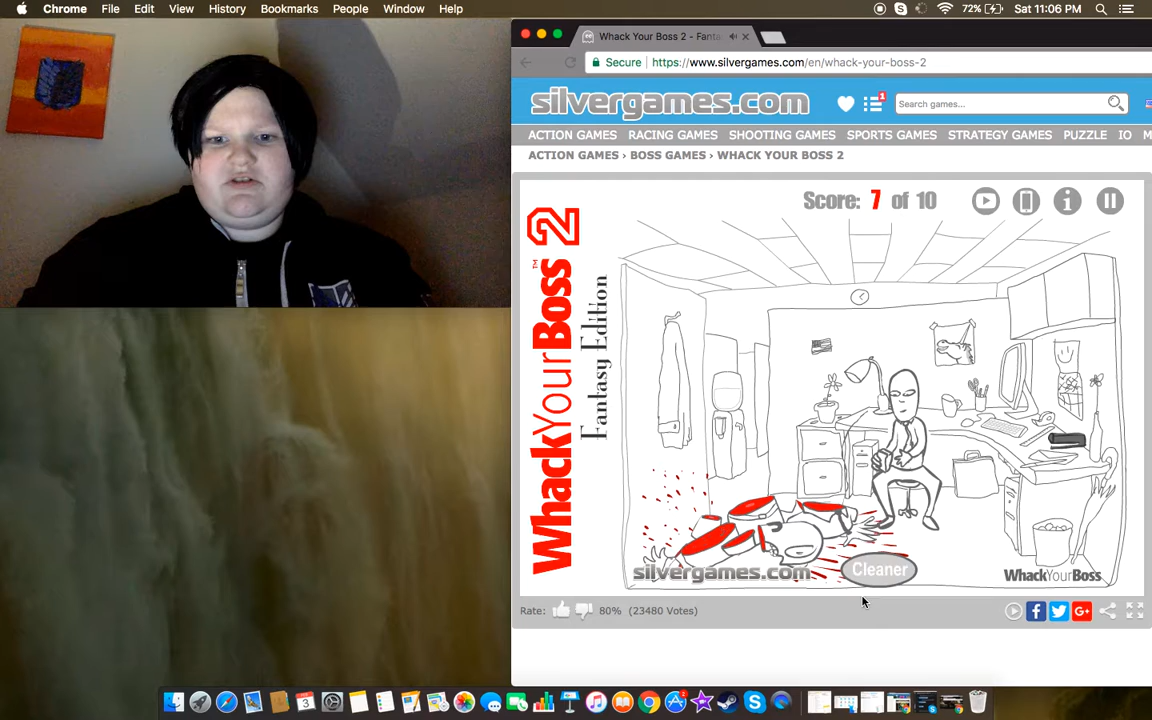 Chrome File Edit View History Bookmarks People Window Help
72% Sat 11:06 PM
Whack Your Boss 2 - Fanta
Secure https://www.silvergames.com/en/whack-your-boss-2
silvergames.com
1
Search games...
ACTION GAMES RACING GAMES SHOOTING GAMES SPORTS GAMES STRATEGY GAMES PUZZLE IO M
ACTION GAMES › BOSS GAMES › WHACK YOUR BOSS 2
Score: 7 of 10
WhackYourBoss 2
TM
Fantasy Edition
silvergames.com
Cleaner
WhackYourBoss
Rate: 80% (23480 Votes)
G+
3